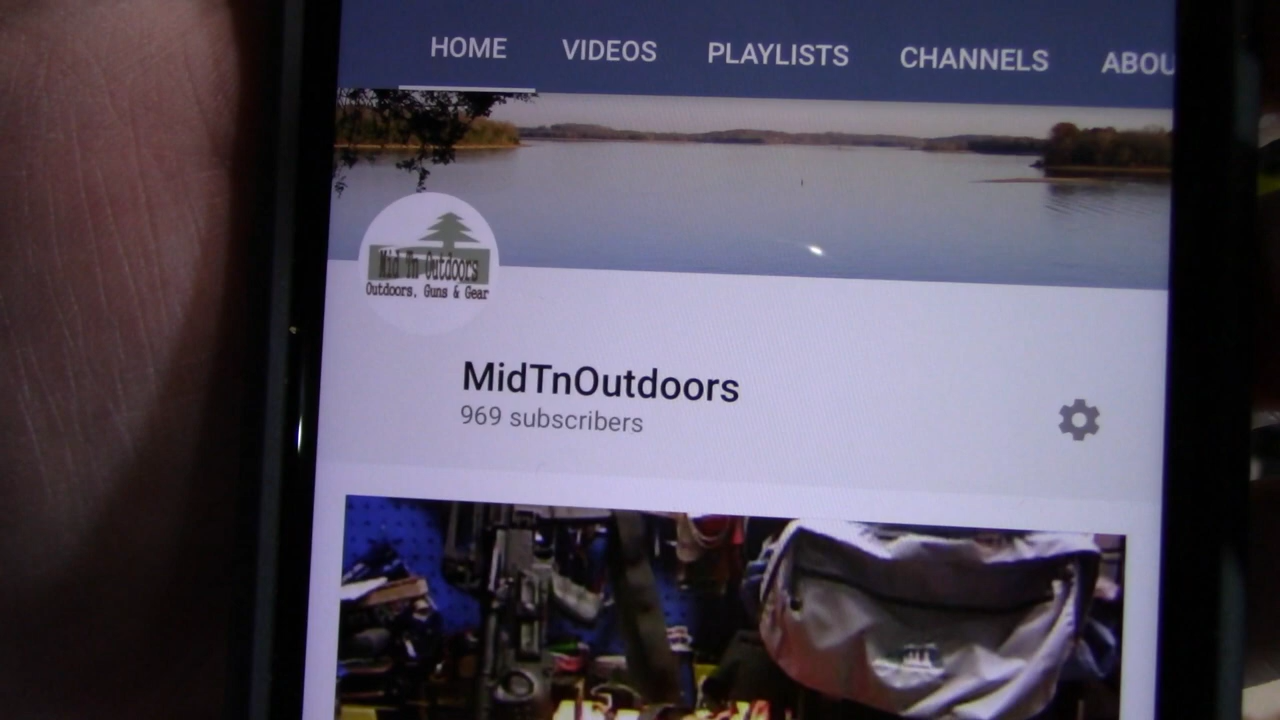 HOME VIDEOS PLAYLISTS CHANNELS ABOU
Mid Tn Outdoors
Outdoors, Guns & Gear
MidTnOutdoors
969 subscribers